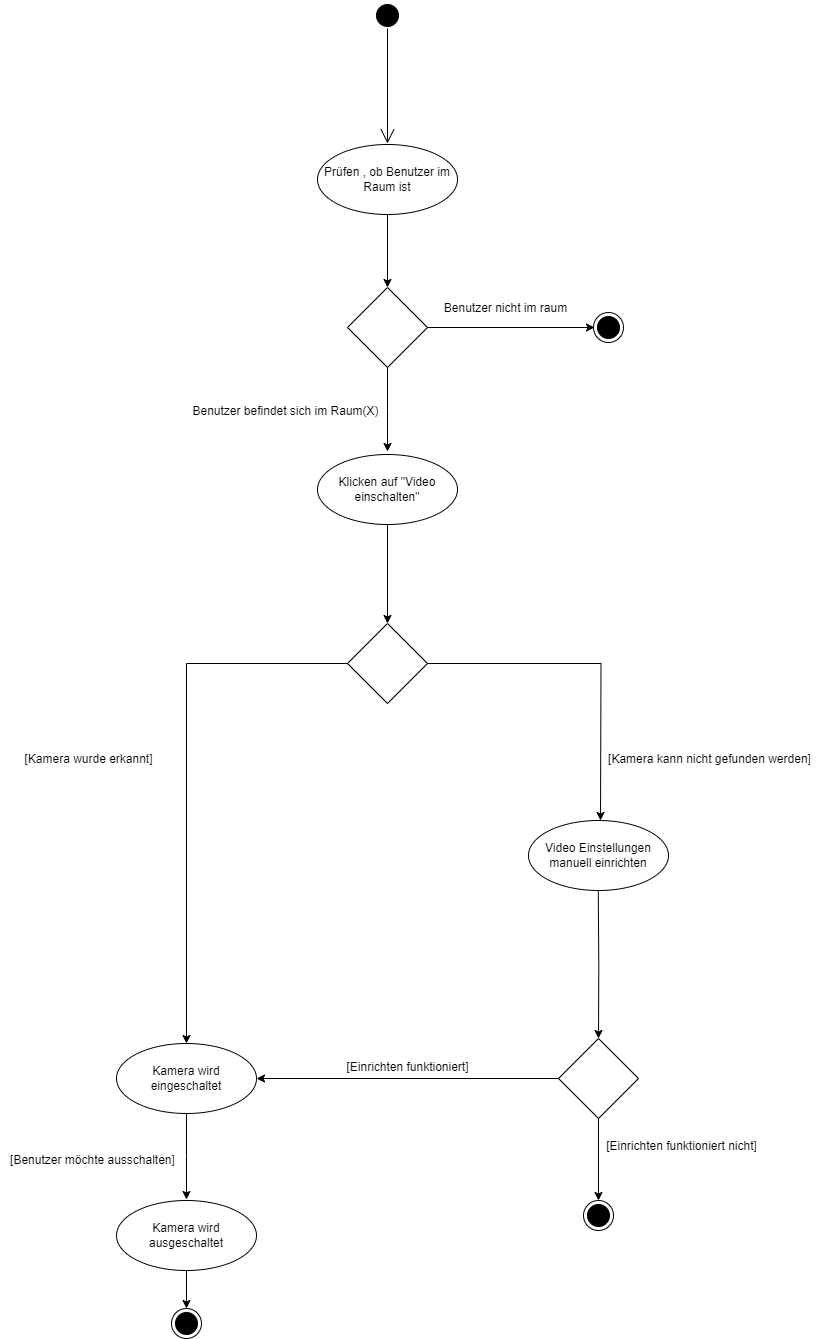 Prüfen , ob Benutzer im
Raum ist
Benutzer nicht im raum
Benutzer befindet sich im Raum(X)
Klicken auf "Video
einschalten"
[Kamera wurde erkannt]
[Kamera kann nicht gefunden werden]
Video Einstellungen
manuell einrichten
Kamera wird
eingeschaltet
[Einrichten funktioniert]
[Einrichten funktioniert nicht]
[Benutzer möchte ausschalten]
Kamera wird
ausgeschaltet